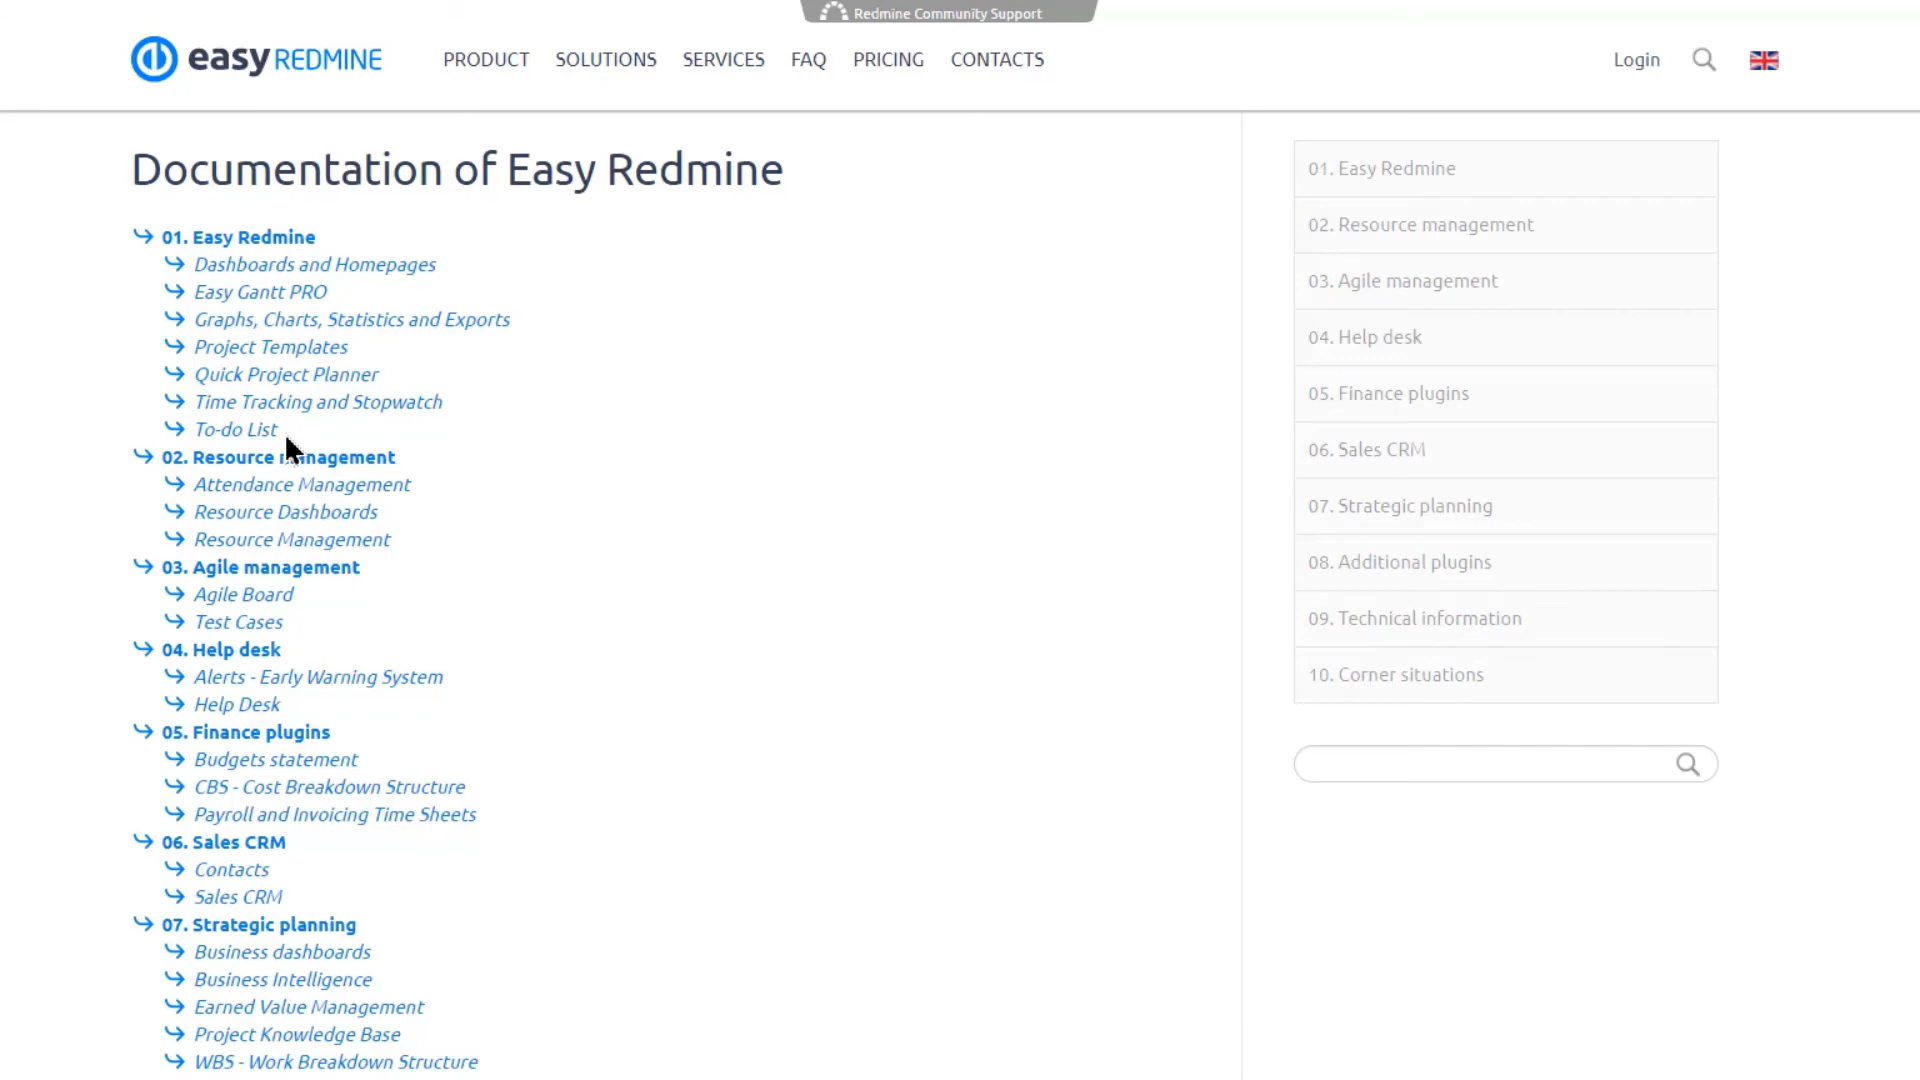 Redmine Community Support
easy REDMINE PRODUCT SOLUTIONS SERVICES FAQ PRICING CONTACTS Login
Documentation of Easy Redmine
01. Easy Redmine
Dashboards and Homepages
Easy Gantt PRO
Graphs, Charts, Statistics and Exports
Project Templates
Quick Project Planner
Time Tracking and Stopwatch
To-do List
02. Resource management
Attendance Management
Resource Dashboards
Resource Management
03. Agile management
Agile Board
Test Cases
04. Help desk
Alerts - Early Warning System
Help Desk
05. Finance plugins
Budgets statement
CBS - Cost Breakdown Structure
Payroll and Invoicing Time Sheets
06. Sales CRM
Contacts
Sales CRM
07. Strategic planning
Business dashboards
Business Intelligence
Earned Value Management
Project Knowledge Base
WBS - Work Breakdown Structure
01. Easy Redmine
02. Resource management
03. Agile management
04. Help desk
05. Finance plugins
06. Sales CRM
07. Strategic planning
08. Additional plugins
09. Technical information
10. Corner situations